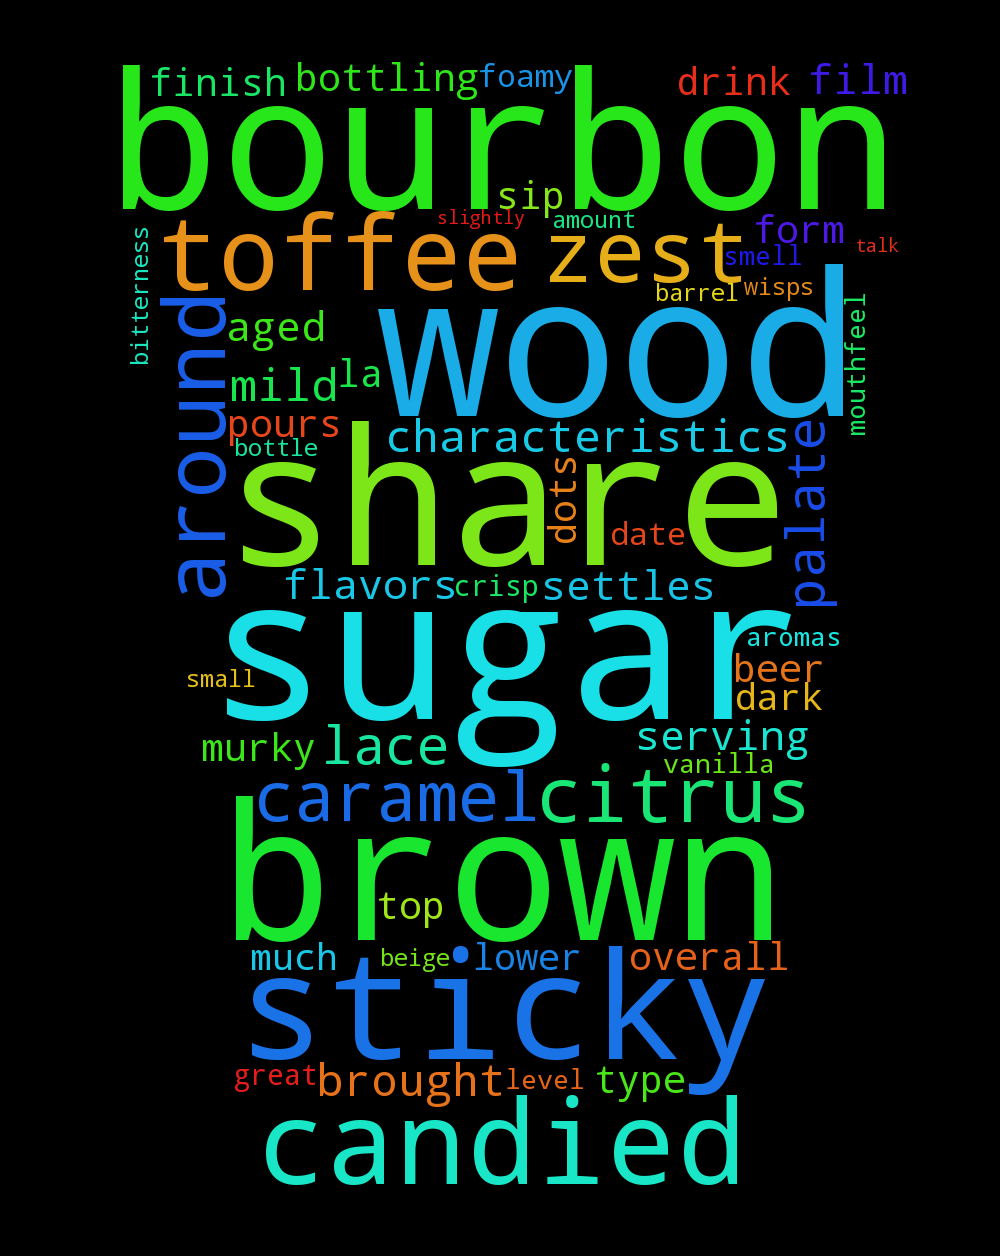 finish
bottling
foamy
drink
film
bourbon
sip
slightly
amount
toffee
zest
form
talk
smell
bitterness
barrel
wisps
around
aged
wood
mouthfeel
mild
la
pours
characteristics
bottle
share
dots
date
palate
flavors
crisp
settles
sugar
aromas
beer
small
dark
murky
lace
serving
vanilla
caramel
citrus
brown
top
much
beige
lower
overall
sticky
great
brought
level
type
candied